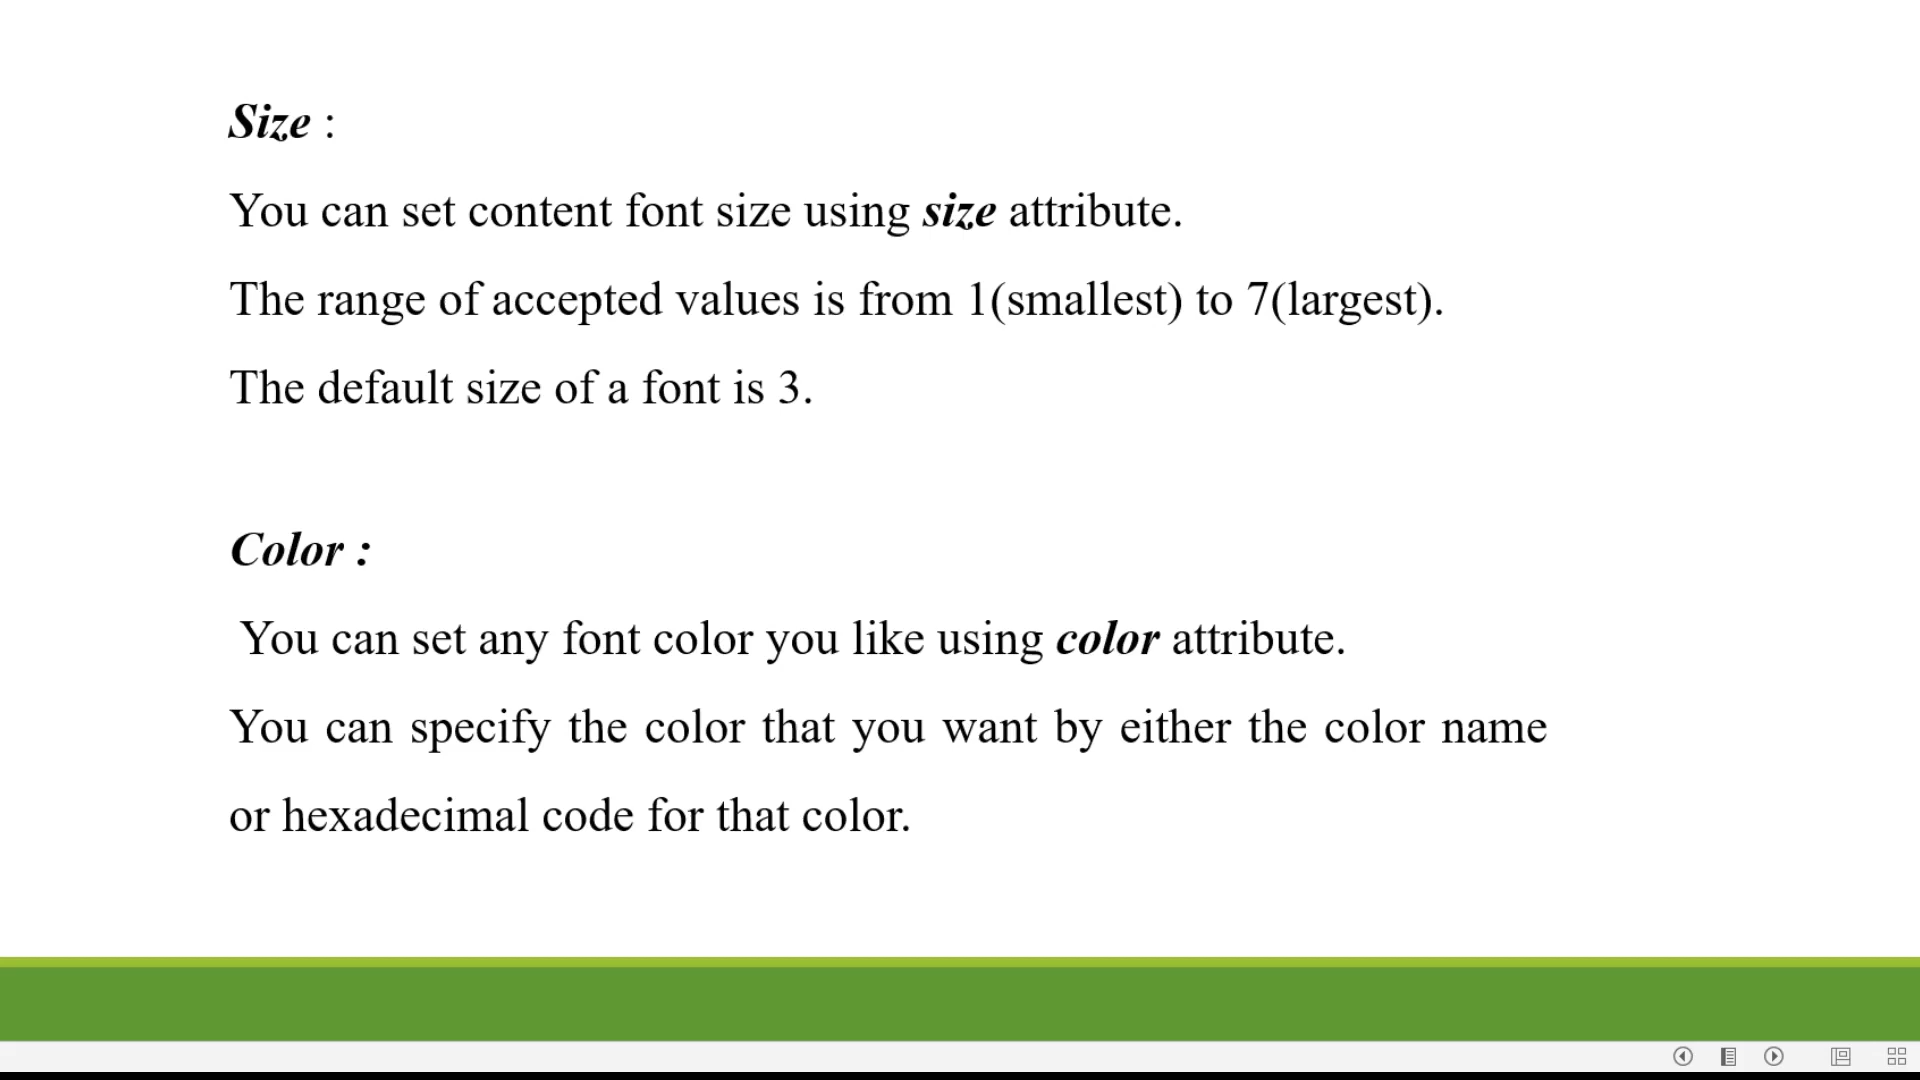 Size :
You can set content font size using size attribute.
The range of accepted values is from 1(smallest) to 7(largest).
The default size of a font is 3.
Color :
You can set any font color you like using color attribute.
You can specify the color that you want by either the color name
or hexadecimal code for that color.